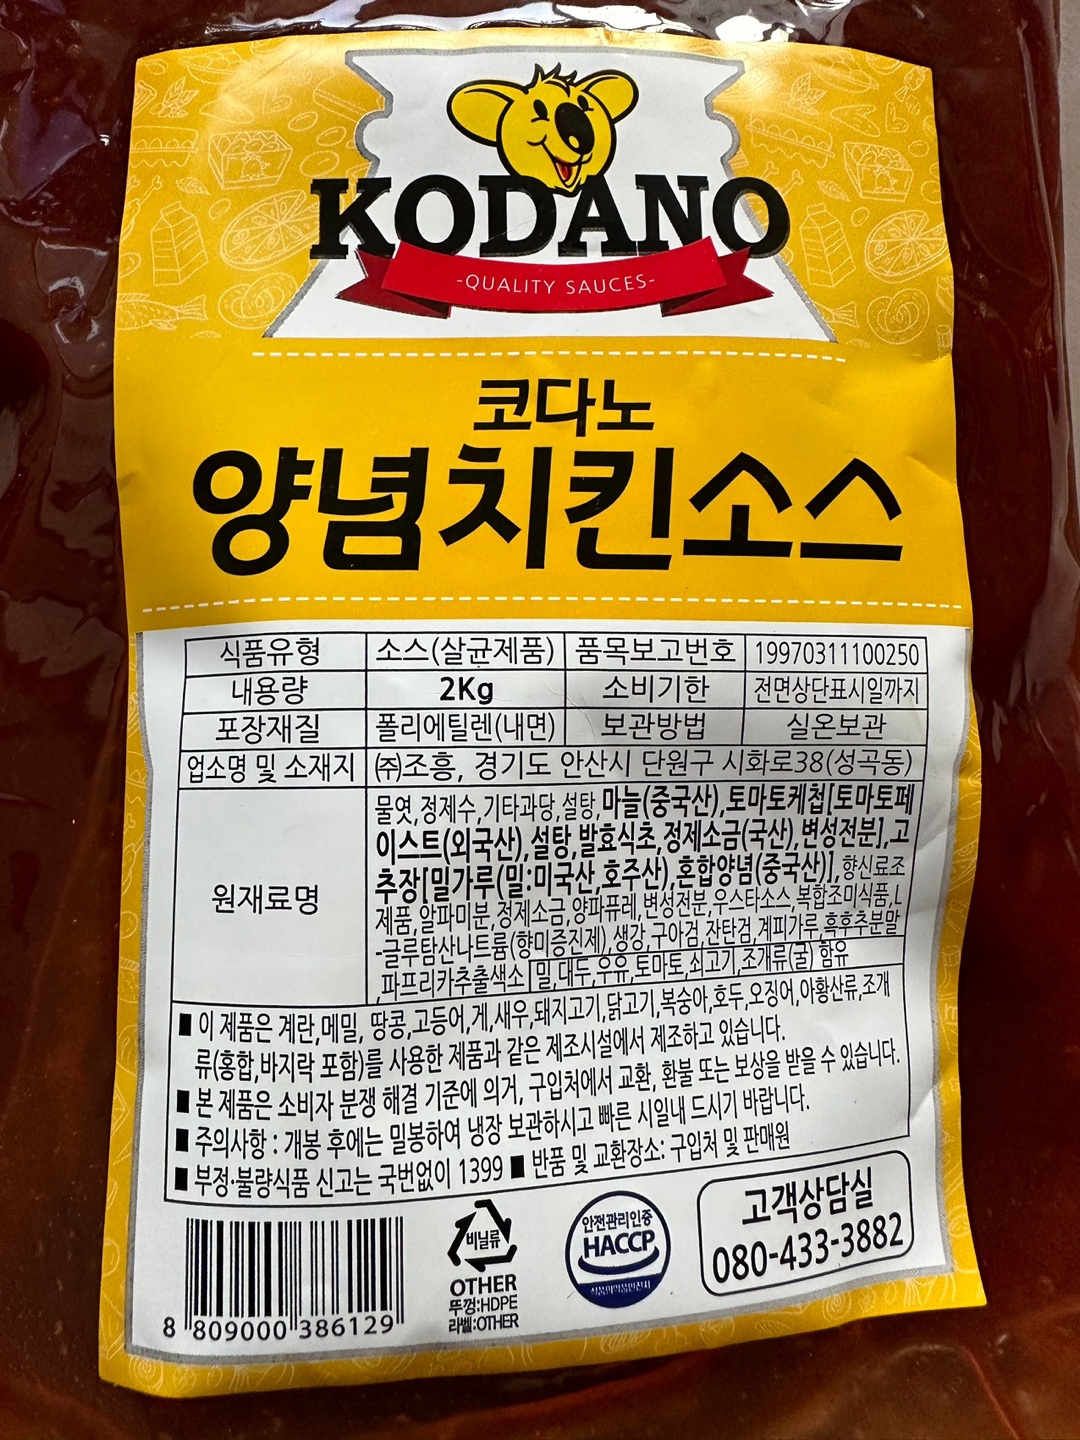 KODANO
-QUALITY SAUCES-
코다노
양념치킨소스
식품유형 소스(살균제품) 품목보고번호 19970311100250
내용량 2Kg 소비기한 전면상단표시일까지
포장재질 폴리에틸렌(내면) 보관방법 실온보관
업소명 및 소재지 ㈜조흥, 경기도 안산시 단원구 시화로38(성곡동)
원재료명
물엿,정제수,기타과당,설탕,마늘(중국산),토마토케첩[토마토페
이스트(외국산),설탕,발효식초,정제소금(국산),변성전분],고
추장[밀가루(밀:미국산,호주산),혼합양념(중국산)],향신료조
제품,알파미분,정제소금,양파퓨레,변성전분,우스타소스,복합조미식품,L
-글루탐산나트륨(향미증진제),생강,구아검,잔탄검,계피가루,흑후추분말
,파프리카추출색소 밀,대두,우유,토마토,쇠고기,조개류(굴) 함유
■ 이 제품은 계란,메밀, 땅콩,고등어,게,새우,돼지고기,닭고기,복숭아,호두,오징어,아황산류,조개
류(홍합,바지락 포함)를 사용한 제품과 같은 제조시설에서 제조하고 있습니다.
■ 본 제품은 소비자 분쟁 해결 기준에 의거, 구입처에서 교환, 환불 또는 보상을 받을 수 있습니다.
■ 주의사항 : 개봉 후에는 밀봉하여 냉장 보관하시고 빠른 시일내 드시기 바랍니다.
■ 부정·불량식품 신고는 국번없이 1399 ■ 반품 및 교환장소: 구입처 및 판매원
8 809000 386129
비닐류
OTHER
뚜껑:HDPE
라벨:OTHER
안전관리인증
HACCP
식품의약품안전처
고객상담실
080-433-3882